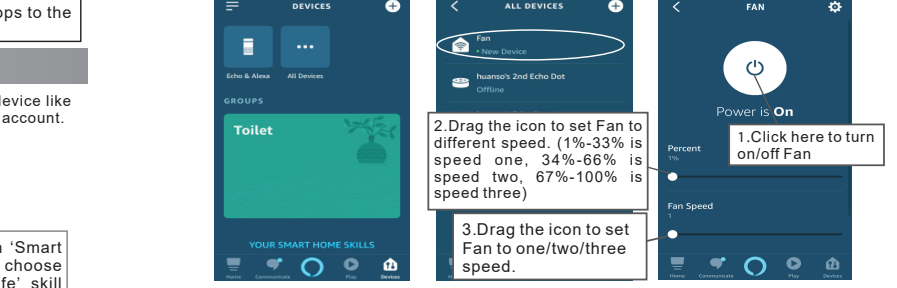 ops to the
evice like
account.
'Smart
choose
fe' skill
DEVICES
Echo & Alexa
All Devices
GROUPS
Toilet
YOUR SMART HOME SKILLS
Home
Communicate
Play
Devices
ALL DEVICES
Fan
• New Device
huanso's 2nd Echo Dot
Offline
2.Drag the icon to set Fan to
different speed. (1%-33% is
speed one, 34%-66% is
speed two, 67%-100% is
speed three)
3.Drag the icon to set
Fan to one/two/three
speed.
FAN
Power is On
1.Click here to turn
on/off Fan
Percent
1%
Fan Speed
1
Home
Communicate
Play
Devices